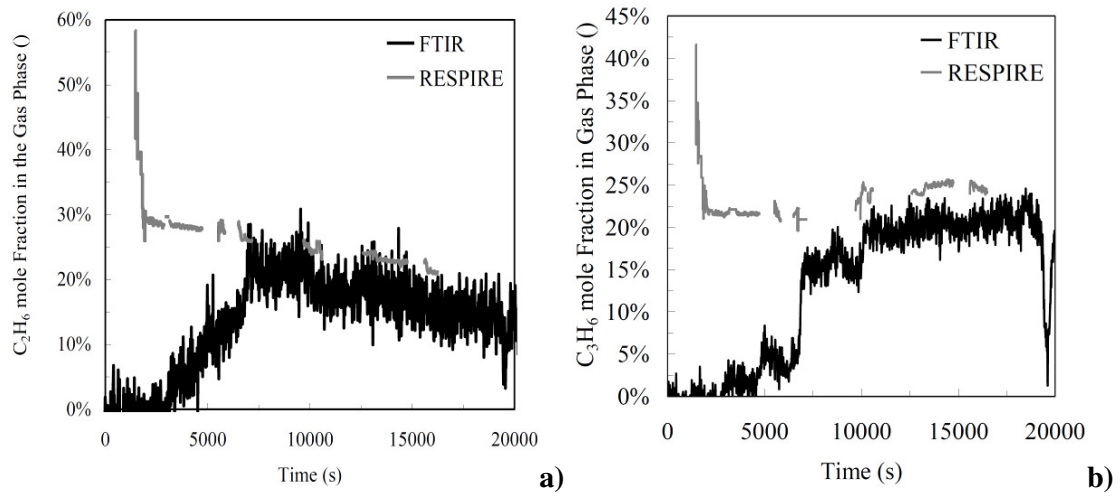 60%
50%
40%
30%
20%
10%
0%
C₂H₆ mole Fraction in the Gas Phase ()
FTIR
RESPIRE
0
5000
10000
15000
20000
Time (s)
a)
45%
40%
35%
30%
25%
20%
15%
10%
5%
0%
C₃H₆ mole Fraction in Gas Phase ()
FTIR
RESPIRE
0
5000
10000
15000
20000
Time (s)
b)